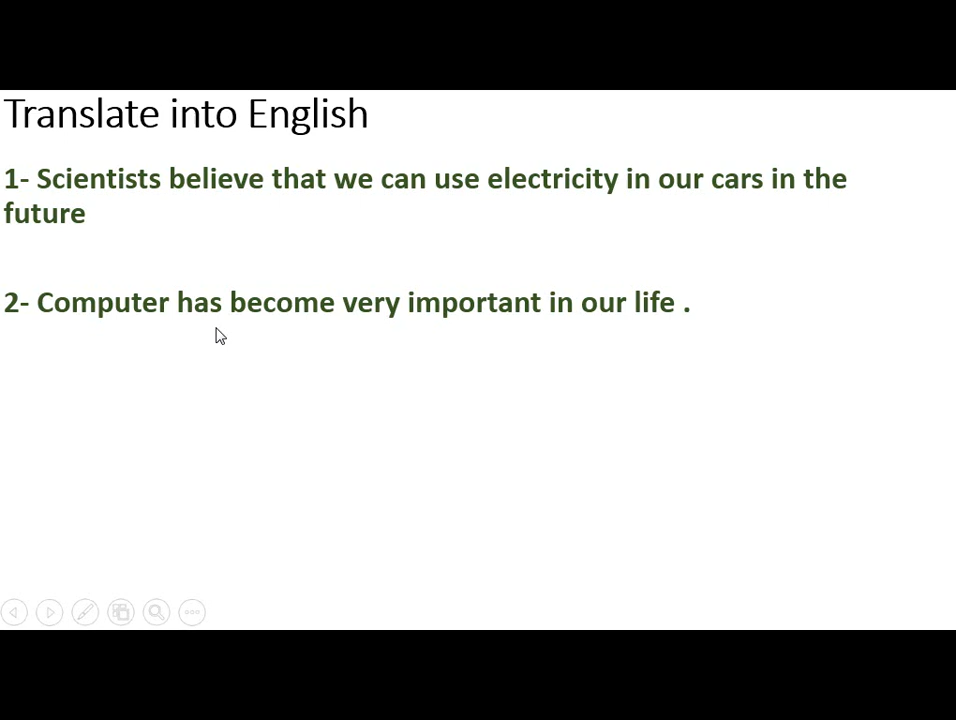 Translate into English
1- Scientists believe that we can use electricity in our cars in the
future
2- Computer has become very important in our life .